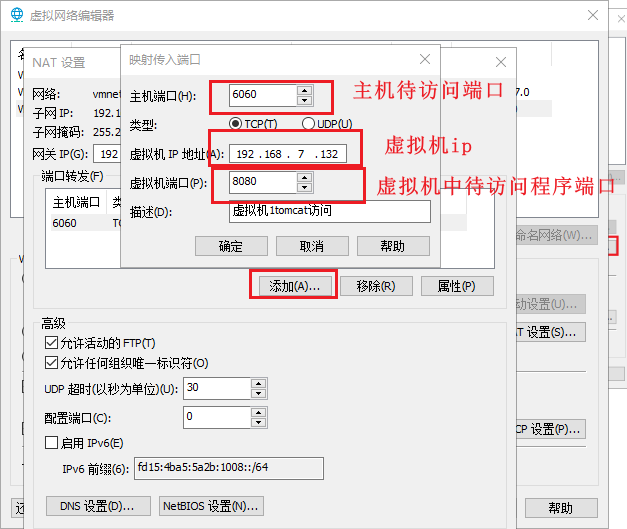 虚拟网络编辑器
NAT 设置
映射传入端口
主机端口(H):
6060
主机待访问端口
类型:
TCP(T)
UDP(U)
虚拟机 IP 地址(A):
192 . 168 . 7 . 132
虚拟机ip
虚拟机端口(P):
8080
虚拟机中待访问程序端口
描述(D):
虚拟机1tomcat访问
确定
取消
帮助
网络: vmne
子网 IP: 192.1
子网掩码: 255.2
网关 IP(G): 192
7.0
端口转发(F)
主机端口
6060
添加(A)...
移除(R)
属性(P)
命名网络(W)...
动设置(U)...
AT 设置(S)...
CP 设置(P)...
高级
允许活动的 FTP(T)
允许任何组织唯一标识符(O)
UDP 超时(以秒为单位)(U):
30
配置端口(C):
0
启用 IPv6(E)
IPv6 前缀(6):
fd15:4ba5:5a2b:1008::/64
DNS 设置(D)...
NetBIOS 设置(N)...
还
帮助